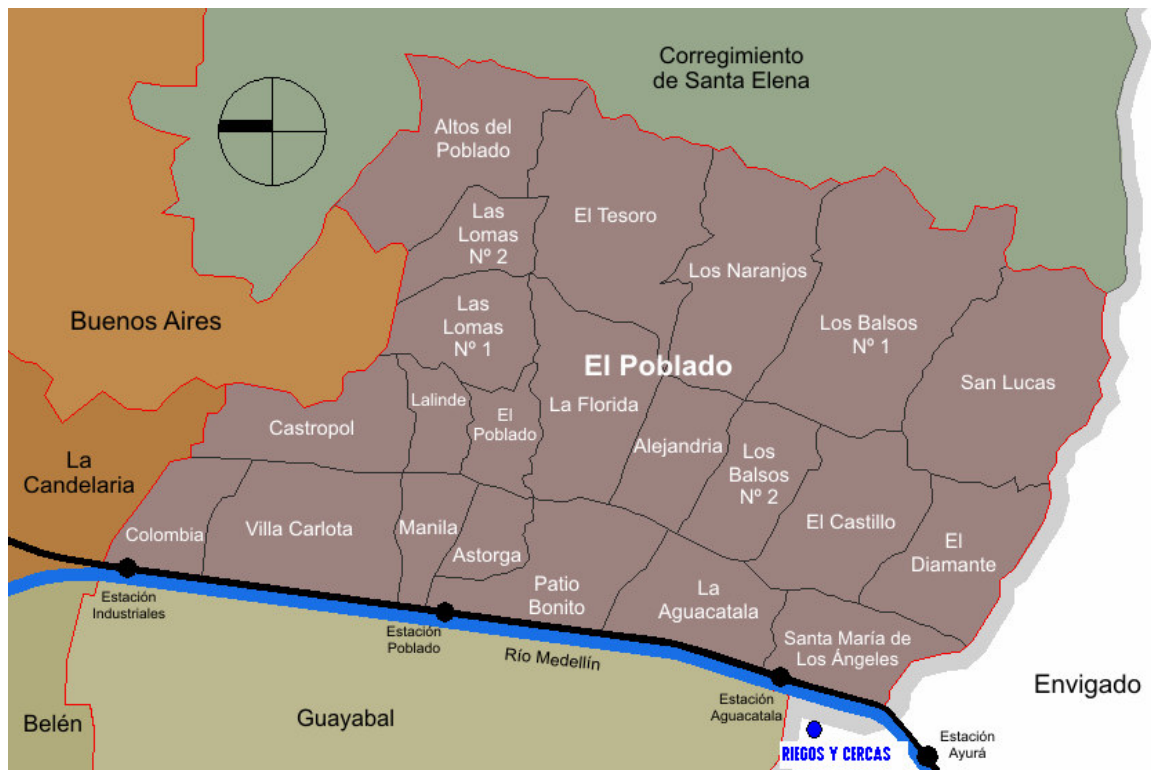 Corregimiento
de Santa Elena
Altos del
Poblado
El Tesoro
Las
Lomas
Nº 2
Los Naranjos
Buenos Aires
Las
Lomas
Nº 1
Los Balsos
Nº 1
El Poblado
San Lucas
Lalinde
La Florida
El
Poblado
Castropol
Alejandria
Los
Balsos
Nº 2
La
Candelaria
El Castillo
Colombia
Villa Carlota
Manila
Astorga
El
Diamante
Patio
Bonito
La
Aguacatala
Estación
Industriales
Estación
Poblado
Río Medellín
Santa María de
Los Ángeles
Envigado
Estación
Aguacatala
Belén
Guayabal
Estación
Ayurá
RIEGOS Y CERCAS